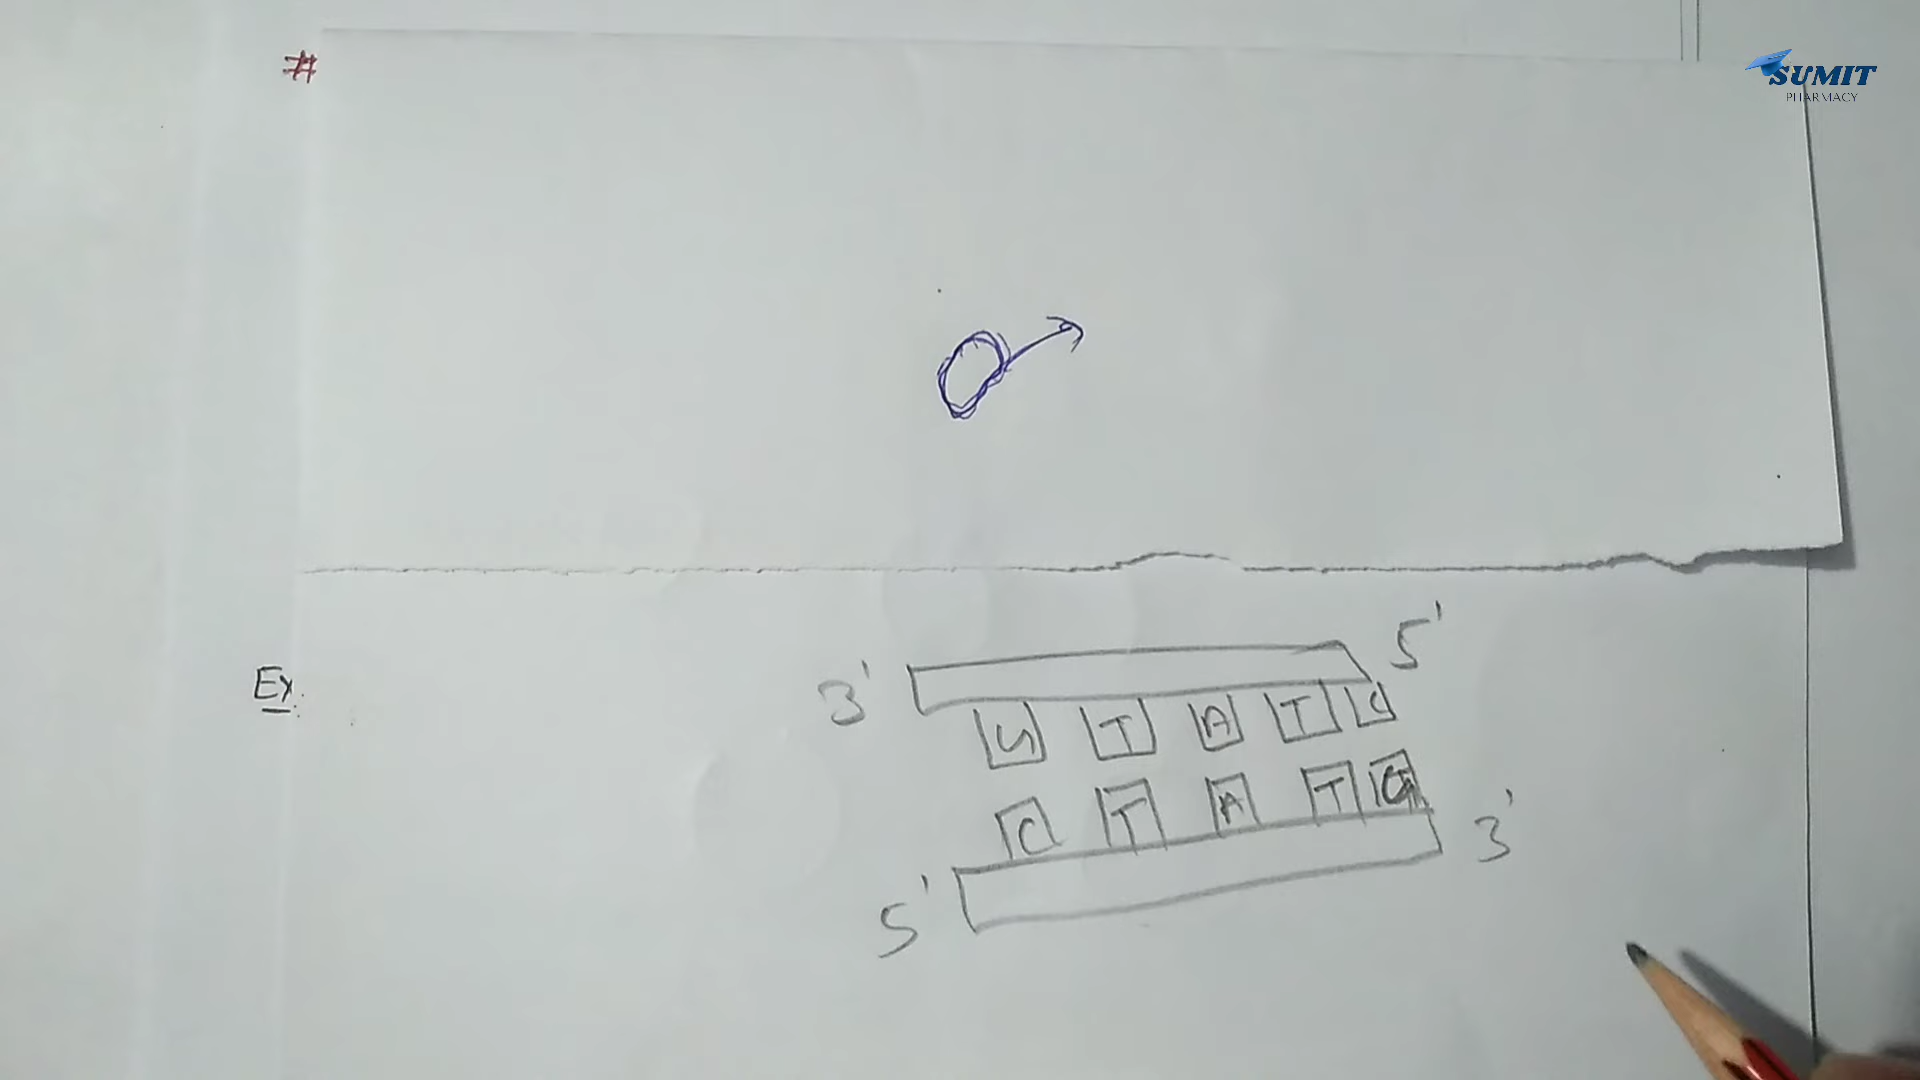 #
SUMIT
PHARMACY
Ex.
3' 5'
G T A T C
C T A T G
5' 3'